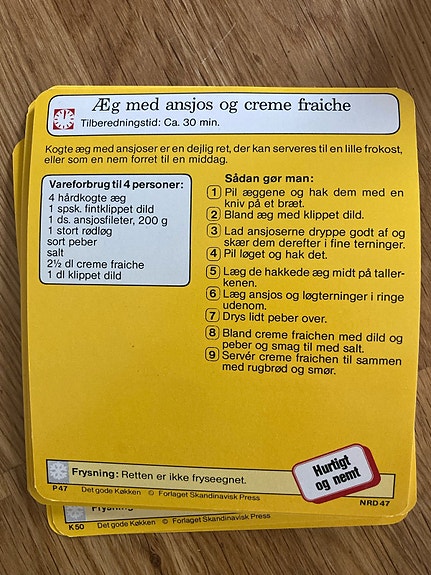 Æg med ansjos og creme fraiche
Tilberedningstid: Ca. 30 min.
Kogte æg med ansjoser er en dejlig ret, der kan serveres til en lille frokost,
eller som en nem forret til en middag.
Vareforbrug til 4 personer:
4 hårdkogte æg
1 spsk. fintklippet dild
1 ds. ansjosfileter, 200 g
1 stort rødløg
sort peber
salt
2½ dl creme fraiche
1 dl klippet dild
Sådan gør man:
1 Pil æggene og hak dem med en
kniv på et bræt.
2 Bland æg med klippet dild.
3 Lad ansjoserne dryppe godt af og
skær dem derefter i fine terninger.
4 Pil løget og hak det.
5 Læg de hakkede æg midt på taller-
kenen.
6 Læg ansjos og løgterninger i ringe
udenom.
7 Drys lidt peber over.
8 Bland creme fraichen med dild og
peber og smag til med salt.
9 Servér creme fraichen til sammen
med rugbrød og smør.
Frysning: Retten er ikke fryseegnet.
Hurtigt
og nemt
P 47 Det gode Køkken © Forlaget Skandinavisk Press NRD 47
Frysning
K 50 Det gode Køkken © Forlaget Skandinavisk Press